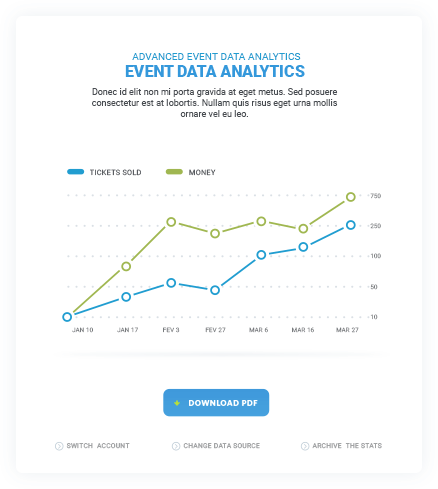 ADVANCED EVENT DATA ANALYTICS
EVENT DATA ANALYTICS
Donec id elit non mi porta gravida at eget metus. Sed posuere
consectetur est at lobortis. Nullam quis risus eget urna mollis
ornare vel eu leo.
TICKETS SOLD MONEY
750
250
100
50
10
JAN 10 JAN 17 FEV 3 FEV 27 MAR 6 MAR 16 MAR 27
DOWNLOAD PDF
SWITCH ACCOUNT CHANGE DATA SOURCE ARCHIVE THE STATS